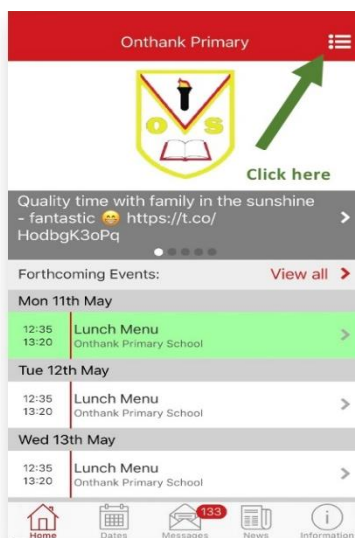 Onthank Primary
O S
Click here
Quality time with family in the sunshine
- fantastic 😁 https://t.co/
HodbgK3oPq
Forthcoming Events: View all
Mon 11th May
12:35 Lunch Menu
13:20 Onthank Primary School
Tue 12th May
12:35 Lunch Menu
13:20 Onthank Primary School
Wed 13th May
12:35 Lunch Menu
13:20 Onthank Primary School
133
Home Dates Messages News Information